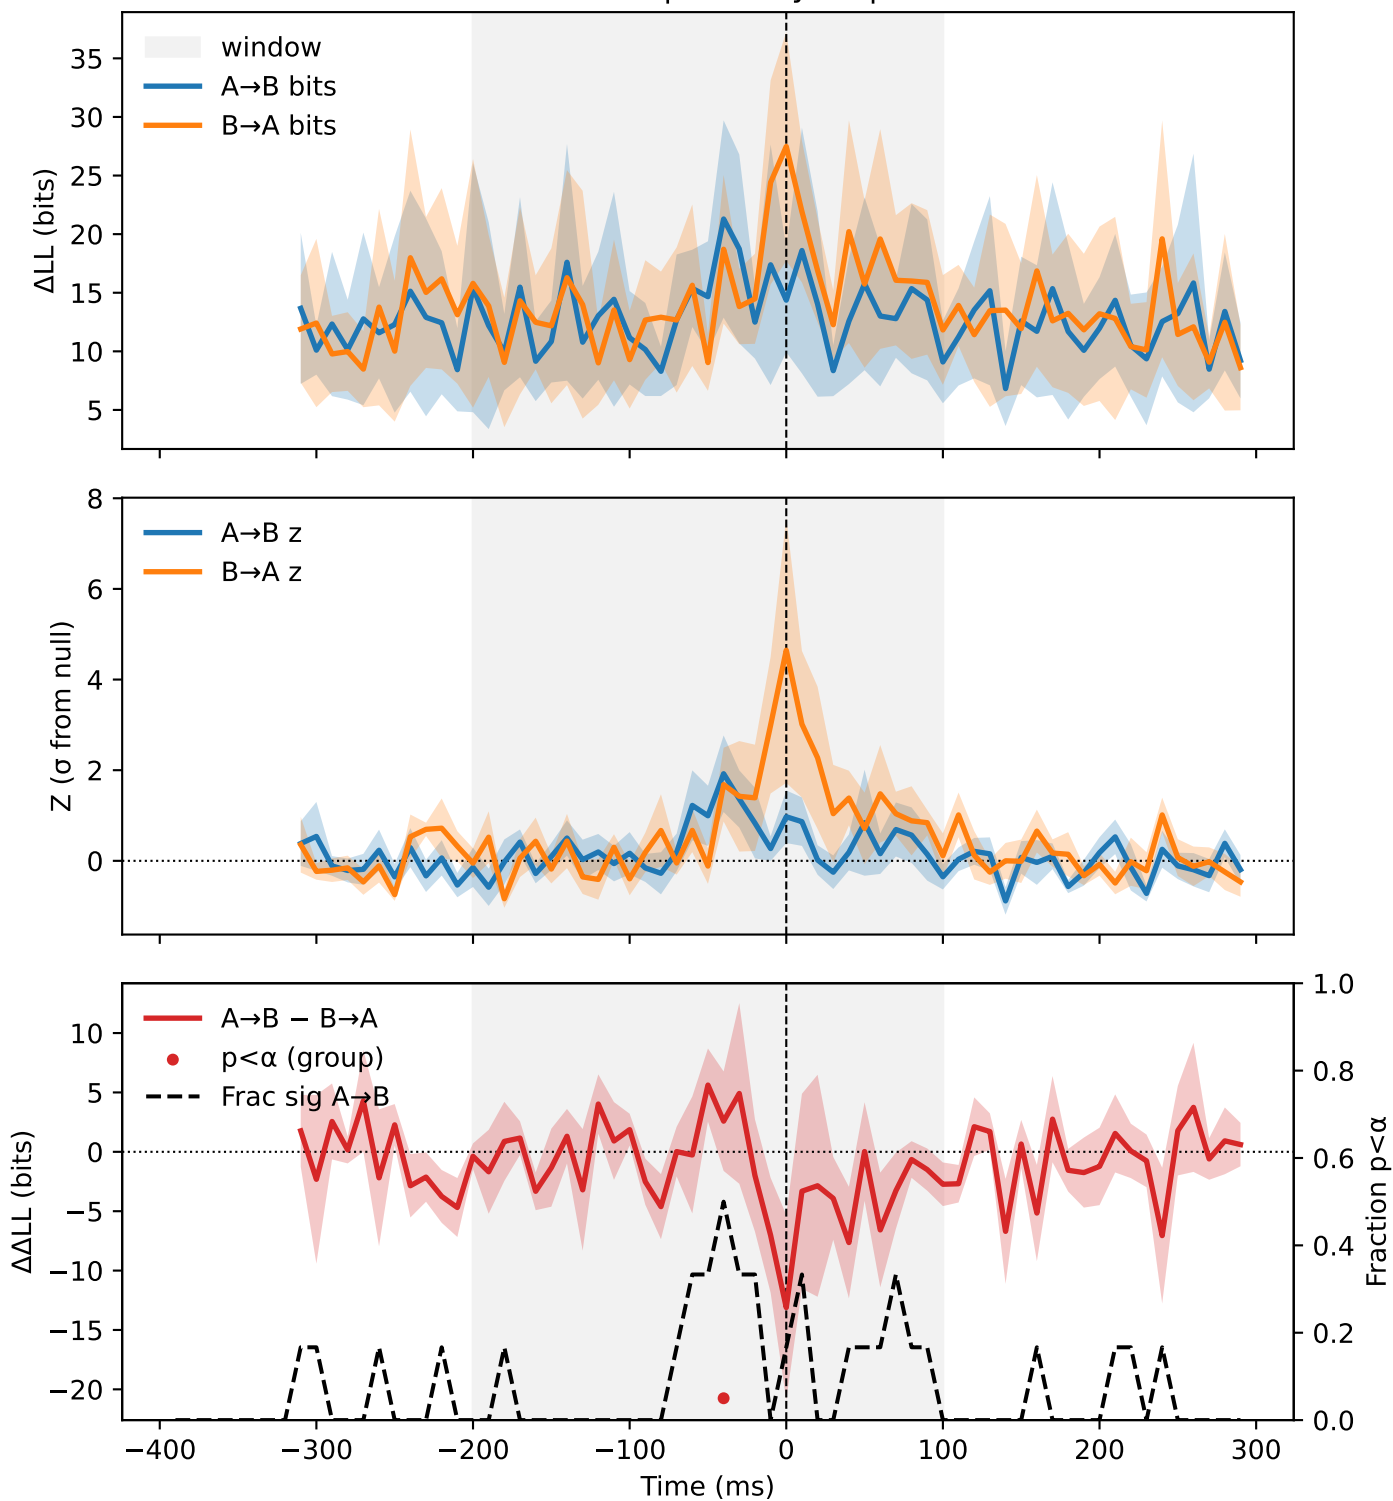 window
A→B bits
B→A bits
ΔLL (bits)
35
30
25
20
15
10
5
A→B z
B→A z
Z (σ from null)
8
6
4
2
0
A→B − B→A
p<α (group)
Frac sig A→B
ΔΔLL (bits)
10
5
0
−5
−10
−15
−20
1.0
0.8
0.6
0.4
0.2
0.0
Fraction p<α
−400 −300 −200 −100 0 100 200 300
Time (ms)